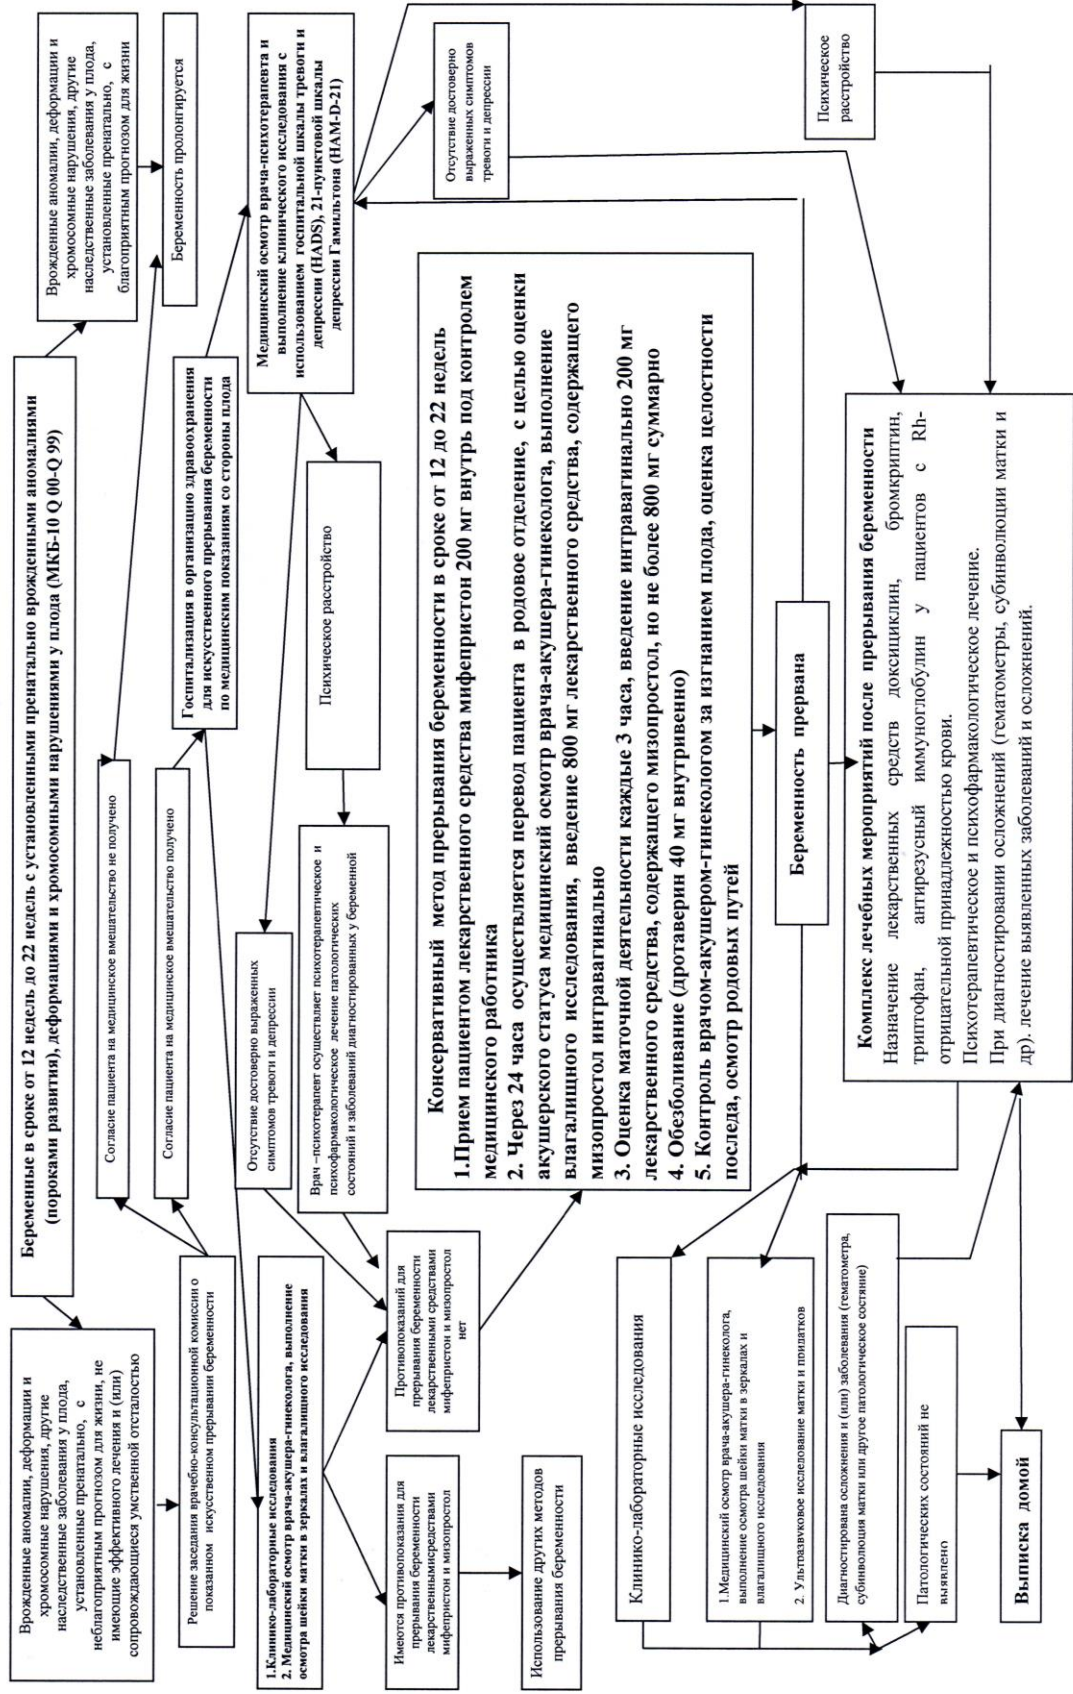 Беременные в сроке от 12 недель до 22 недель с установленными пренатально врожденными аномалиями
(пороками развития), деформациями и хромосомными нарушениями у плода (МКБ-10 Q 00-Q 99)
Врожденные аномалии, деформации и
хромосомные нарушения, другие
наследственные заболевания у плода,
установленные пренатально, с
неблагоприятным прогнозом для жизни, не
имеющие эффективного лечения и (или)
сопровождающиеся умственной отсталостью
Врожденные аномалии, деформации и
хромосомные нарушения, другие
наследственные заболевания у плода,
установленные пренатально, с
благоприятным прогнозом для жизни
Решение заседания врачебно-консультационной комиссии о
показанном искусственном прерывании беременности
Согласие пациента на медицинское вмешательство не получено
Беременность пролонгируется
Согласие пациента на медицинское вмешательство получено
Госпитализация в организацию здравоохранения
для искусственного прерывания беременности
по медицинским показаниям со стороны плода
1.Клинико-лабораторные исследования
2. Медицинский осмотр врача-акушера-гинеколога, выполнение
осмотра шейки матки в зеркалах и влагалищного исследования
Медицинский осмотр врача-психотерапевта и
выполнение клинического исследования с
использованием госпитальной шкалы тревоги и
депрессии (HADS), 21-пунктовой шкалы
депрессии Гамильтона (HAM-D-21)
Отсутствие достоверно выраженных
симптомов тревоги и депрессии
Психическое расстройство
Врач –психотерапевт осуществляет психотерапевтическое и
психофармакологическое лечение патологических
состояний и заболеваний диагностированных у беременной
Имеются противопоказания для
прерывания беременности
лекарственнымисредствами
мифепристон и мизопростол
Противопоказаний для
прерывания беременности
лекарственными средствами
мифепристон и мизопростол
нет
Использование других методов
прерывания беременности
Отсутствие достоверно
выраженных симптомов
тревоги и депрессии
Психическое
расстройство
Консервативный метод прерывания беременности в сроке от 12 до 22 недель
1.Прием пациентом лекарственного средства мифепристон 200 мг внутрь под контролем
медицинского работника
2. Через 24 часа осуществляется перевод пациента в родовое отделение, с целью оценки
акушерского статуса медицинский осмотр врача-акушера-гинеколога, выполнение
влагалищного исследования, введение 800 мг лекарственного средства, содержащего
мизопростол интравагинально
3. Оценка маточной деятельности каждые 3 часа, введение интравагинально 200 мг
лекарственного средства, содержащего мизопростол, но не более 800 мг суммарно
4. Обезболивание (дротаверин 40 мг внутривенно)
5. Контроль врачом-акушером-гинекологом за изгнанием плода, оценка целостности
последа, осмотр родовых путей
Беременность прервана
Клинико-лабораторные исследования
1.Медицинский осмотр врача-акушера-гинеколога,
выполнение осмотра шейки матки в зеркалах и
влагалищного исследования
2. Ультразвуковое исследование матки и придатков
Диагностирована осложнения и (или) заболевания (гематометра,
субинволюция матки или другое патологическое состяние)
Патологических состояний не
выявлено
Комплекс лечебных мероприятий после прерывания беременности
Назначение лекарственных средств доксициклин, бромкриптин,
триптофан, антирезусный иммуноглобулин у пациентов с Rh-
отрицательной принадлежностью крови.
Психотерапевтическое и психофармакологическое лечение.
При диагностировании осложнений (гематометры, субинволюции матки и
др). лечение выявленных заболеваний и осложнений.
Выписка домой